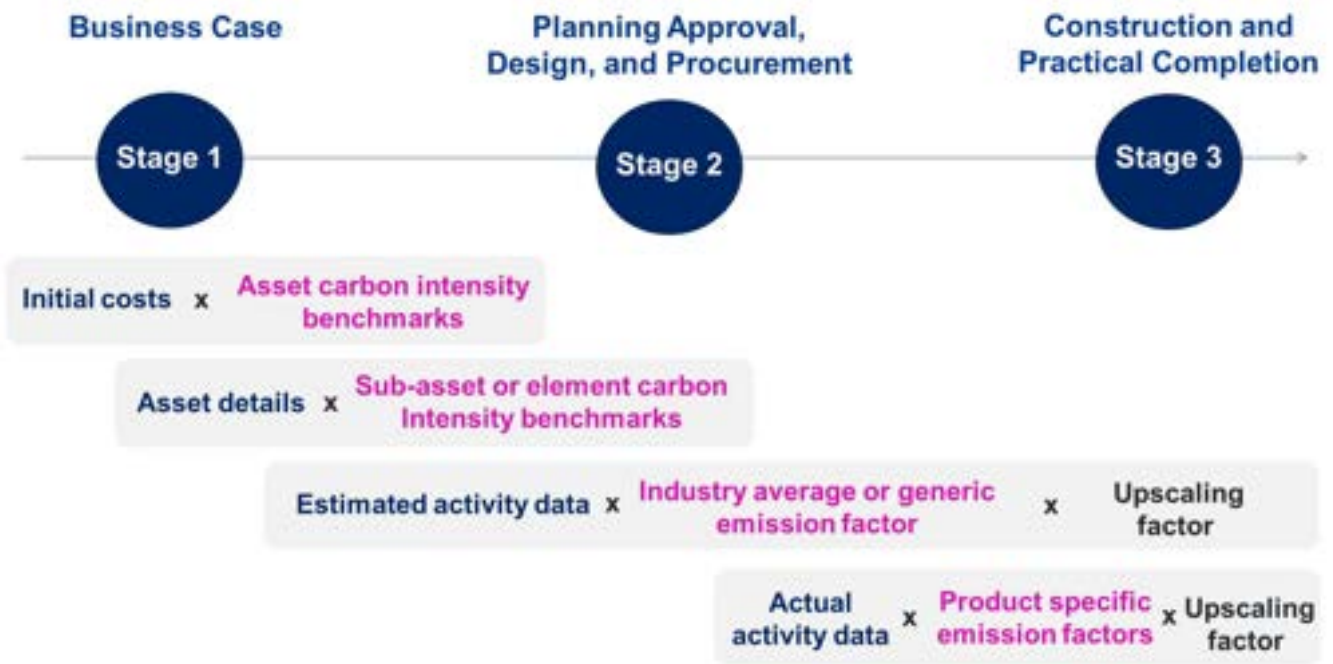 Business Case
Planning Approval,
Design, and Procurement
Construction and
Practical Completion
Stage 1
Stage 2
Stage 3
Initial costs x Asset carbon intensity
benchmarks
Asset details x Sub-asset or element carbon
Intensity benchmarks
Estimated activity data x Industry average or generic
emission factor
x Upscaling
factor
Actual
activity data
x Product specific
emission factors
x Upscaling
factor